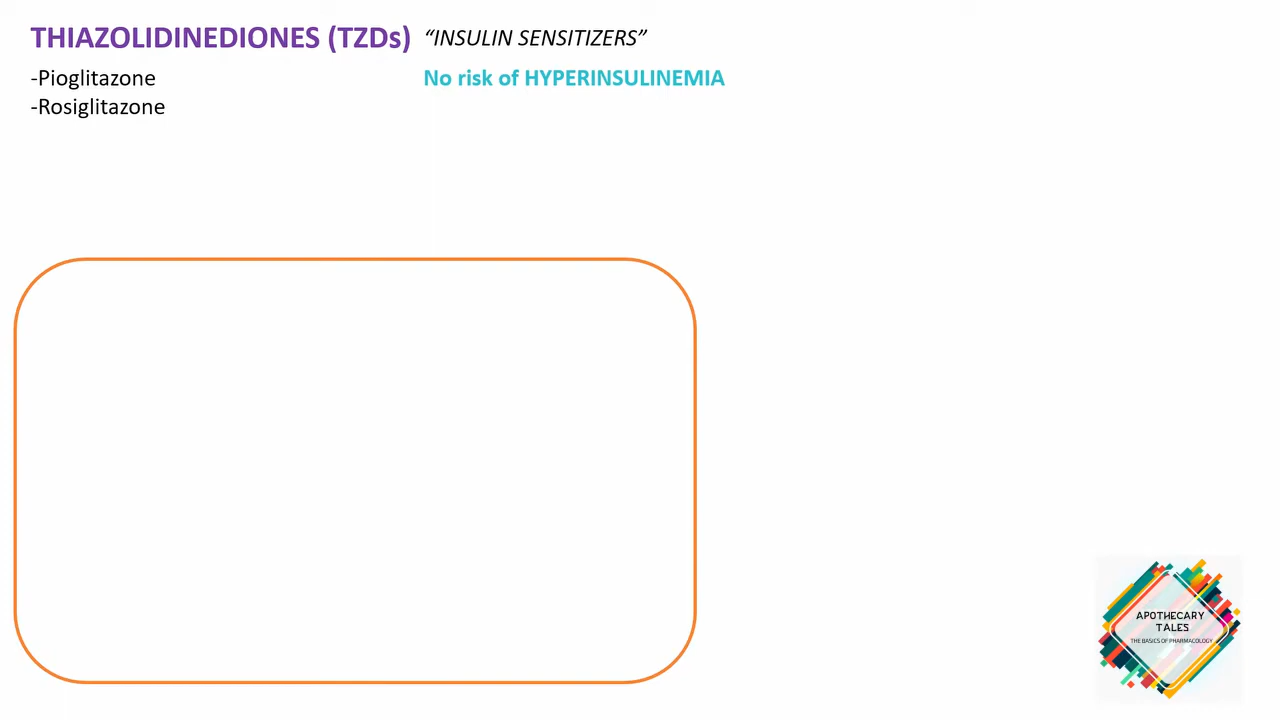 THIAZOLIDINEDIONES (TZDs) “INSULIN SENSITIZERS”
-Pioglitazone
No risk of HYPERINSULINEMIA
-Rosiglitazone
APOTHECARY
TALES
THE BASICS OF PHARMACOLOGY